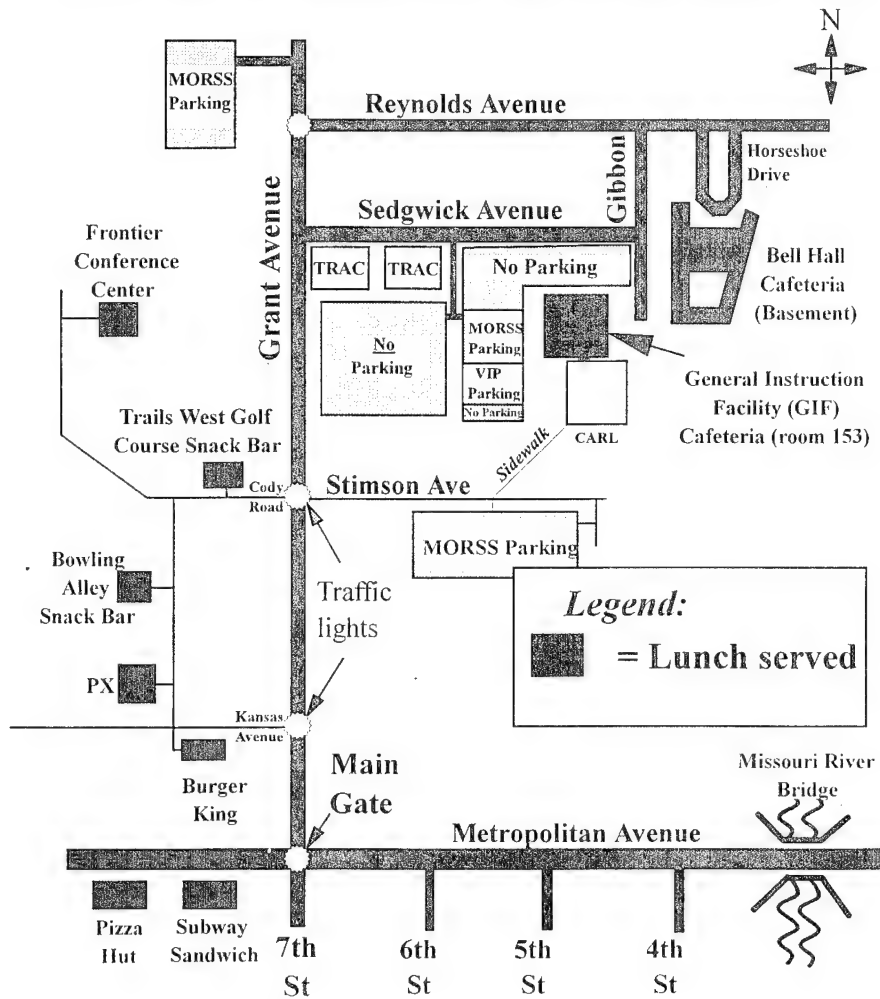 N
MORSS
Parking
Reynolds Avenue
Horseshoe
Drive
Gibbon
Grant Avenue
Sedgwick Avenue
Frontier
Conference
Center
TRAC
TRAC
No Parking
Bell Hall
Cafeteria
(Basement)
No
Parking
MORSS
Parking
VIP
Parking
No Parking
General Instruction
Facility (GIF)
Cafeteria (room 153)
CARL
Sidewalk
Trails West Golf
Course Snack Bar
Cody
Road
Stimson Ave
MORSS Parking
Bowling
Alley
Snack Bar
Traffic
lights
Legend:
= Lunch served
PX
Kansas
Avenue
Burger
King
Main
Gate
Missouri River
Bridge
Metropolitan Avenue
Pizza
Hut
Subway
Sandwich
7th
St
6th
St
5th
St
4th
St